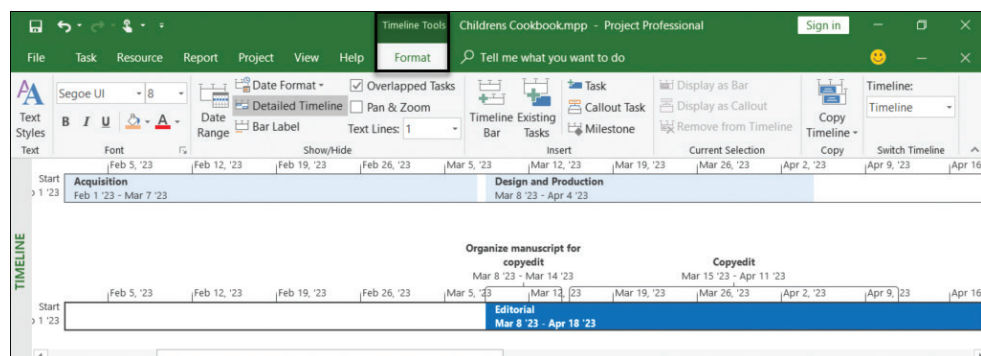 Timeline Tools Childrens Cookbook.mpp - Project Professional Sign in
File Task Resource Report Project View Help Format Tell me what you want to do
Segoe UI 8
B I U A
Text Styles
Text
Font
Date Range
Date Format
Detailed Timeline
Bar Label
Overlapped Tasks
Pan & Zoom
Text Lines: 1
Show/Hide
Timeline Bar
Existing Tasks
Task
Callout Task
Milestone
Insert
Display as Bar
Display as Callout
Remove from Timeline
Current Selection
Copy Timeline
Copy
Timeline:
Timeline
Switch Timeline
TIMELINE
Feb 5, '23 Feb 12, '23 Feb 19, '23 Feb 26, '23 Mar 5, '23 Mar 12, '23 Mar 19, '23 Mar 26, '23 Apr 2, '23 Apr 9, '23 Apr 16
Start
1 '23
Acquisition
Feb 1 '23 - Mar 7 '23
Design and Production
Mar 8 '23 - Apr 4 '23
Organize manuscript for
copyedit
Mar 8 '23 - Mar 14 '23
Copyedit
Mar 15 '23 - Apr 11 '23
Feb 5, '23 Feb 12, '23 Feb 19, '23 Feb 26, '23 Mar 5, '23 Mar 12, '23 Mar 19, '23 Mar 26, '23 Apr 2, '23 Apr 9, '23 Apr 16
Start
1 '23
Editorial
Mar 8 '23 - Apr 18 '23